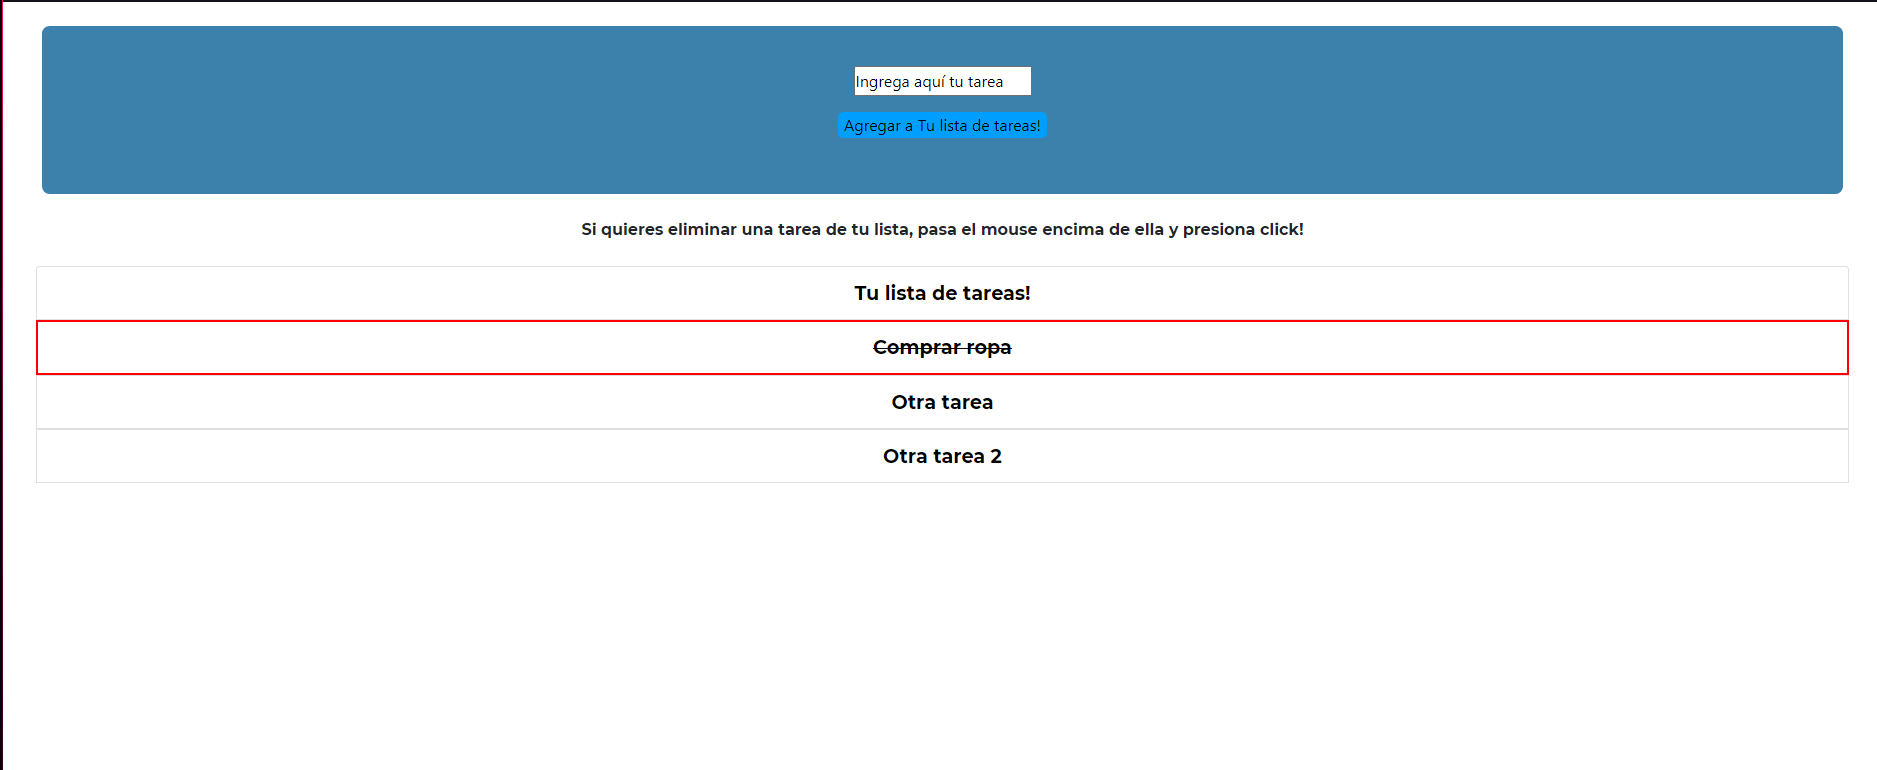 Ingrega aquí tu tarea
Agregar a Tu lista de tareas!
Si quieres eliminar una tarea de tu lista, pasa el mouse encima de ella y presiona click!
Tu lista de tareas!
Comprar ropa
Otra tarea
Otra tarea 2